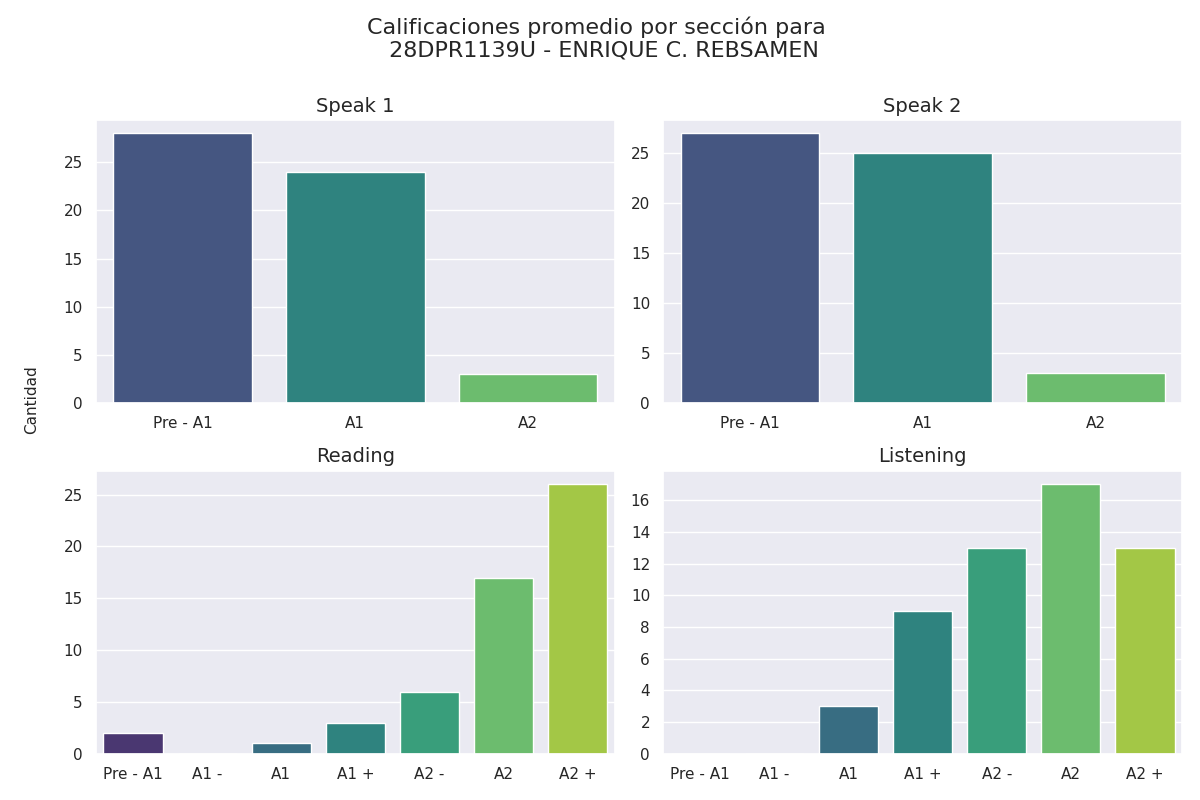 Calificaciones promedio por sección para
28DPR1139U - ENRIQUE C. REBSAMEN
Cantidad
Speak 1
25
20
15
10
5
0
Pre - A1 A1 A2
Speak 2
25
20
15
10
5
0
Pre - A1 A1 A2
Reading
25
20
15
10
5
0
Pre - A1 A1 - A1 A1 + A2 - A2 A2 +
Listening
16
14
12
10
8
6
4
2
0
Pre - A1 A1 - A1 A1 + A2 - A2 A2 +